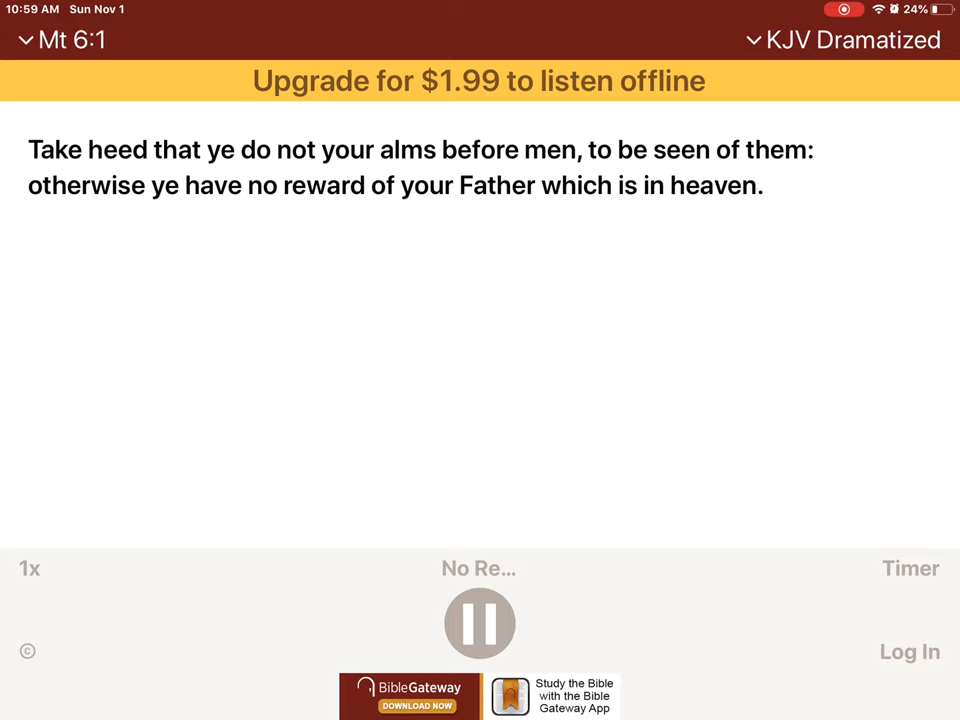 10:59 AM Sun Nov 1 24%
Mt 6:1 KJV Dramatized
Upgrade for $1.99 to listen offline
Take heed that ye do not your alms before men, to be seen of them:
otherwise ye have no reward of your Father which is in heaven.
1x No Re... Timer
© Log In
BibleGateway
DOWNLOAD NOW
Study the Bible
with the Bible
Gateway App